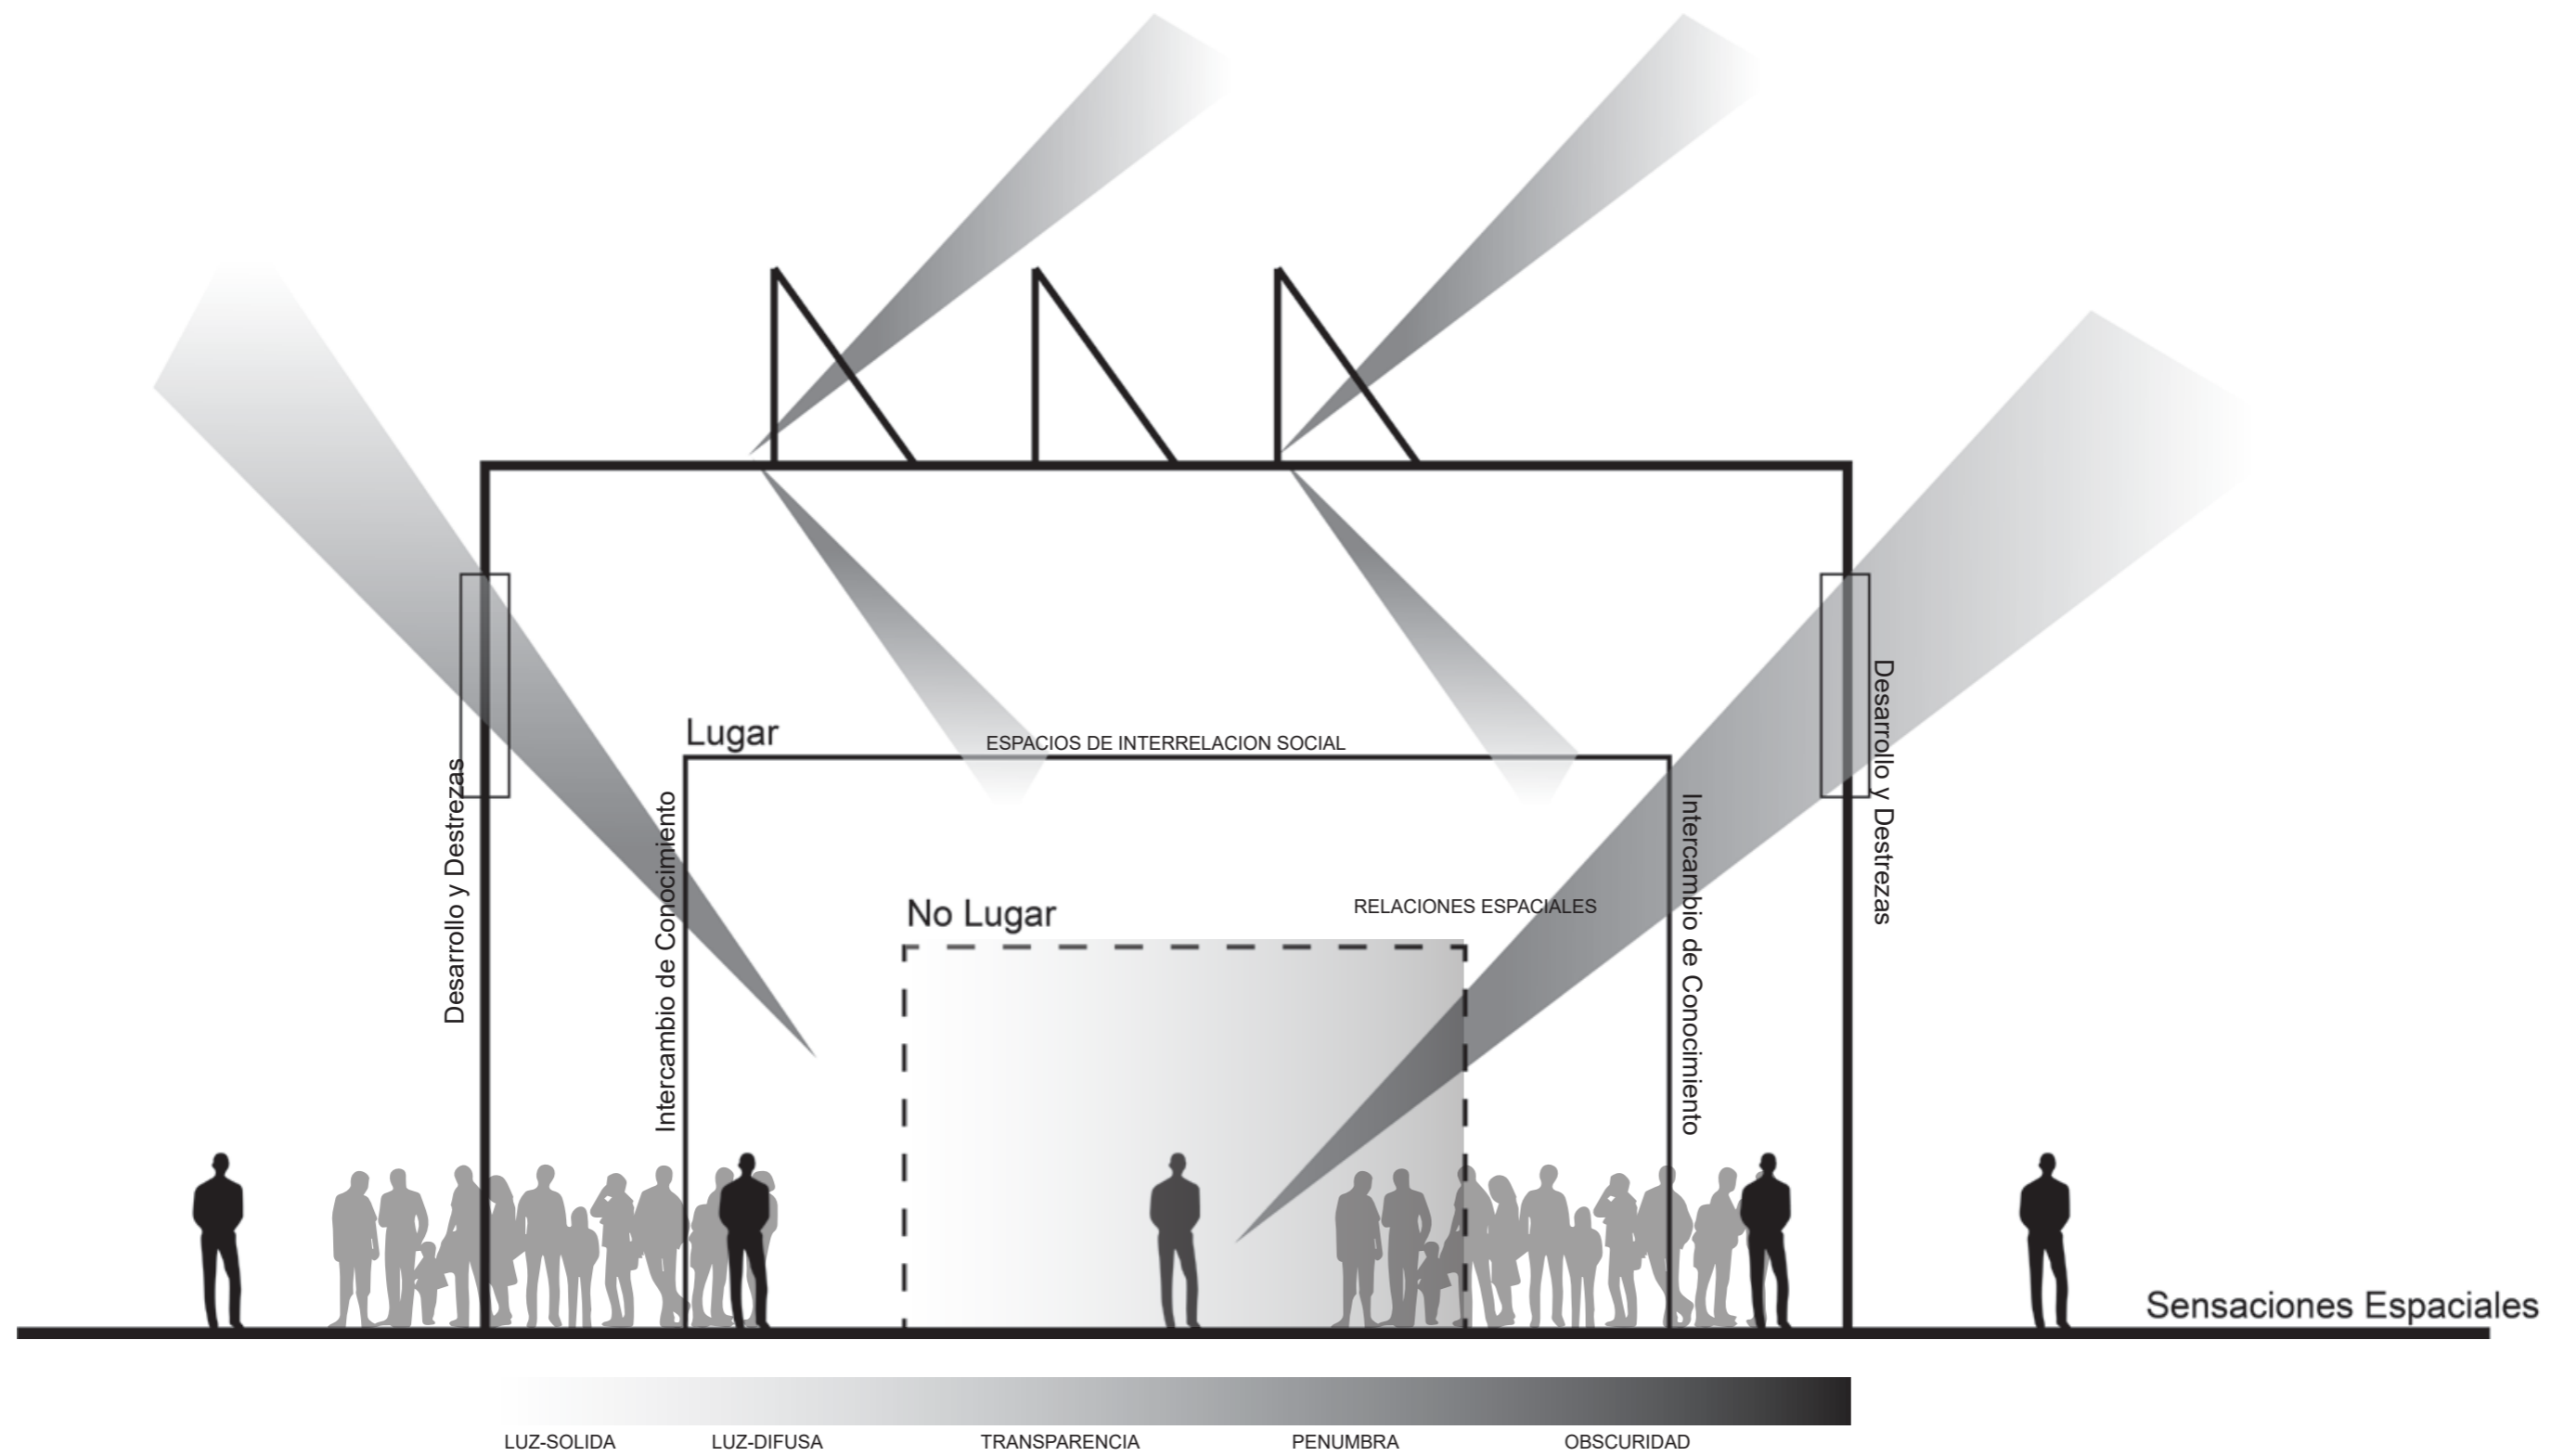 Lugar
ESPACIOS DE INTERRELACION SOCIAL
Desarrollo y Destrezas
Intercambio de Conocimiento
No Lugar
RELACIONES ESPACIALES
Intercambio de Conocimiento
Desarrollo y Destrezas
Sensaciones Espaciales
LUZ-SOLIDA
LUZ-DIFUSA
TRANSPARENCIA
PENUMBRA
OBSCURIDAD